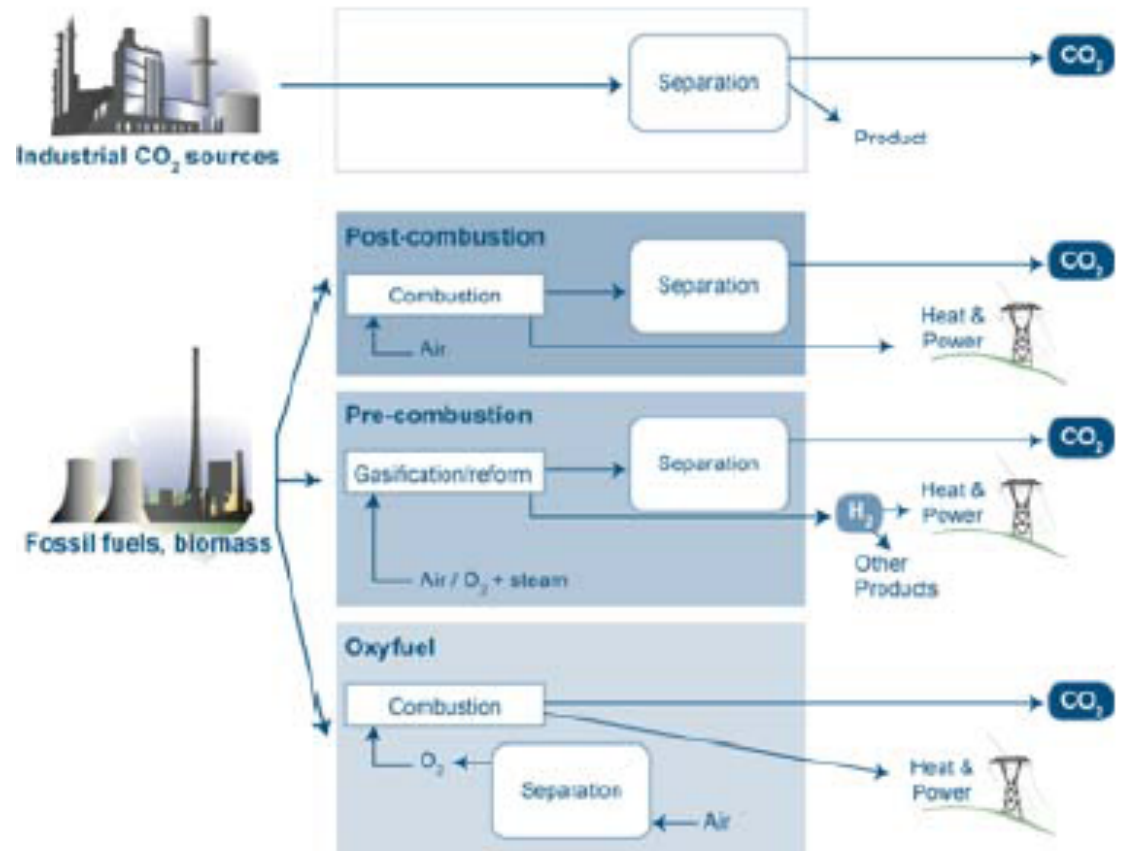 CO₂
Separation
Product
Industrial CO₂ sources
Post-combustion
CO₂
Separation
Combustion
Heat &
Power
Air
Pre-combustion
CO₂
Separation
Gasification/reform
Heat &
Power
H₂
Other
Products
Air / O₂ + steam
Fossil fuels, biomass
Oxyfuel
CO₂
Combustion
O₂
Heat &
Power
Separation
Air